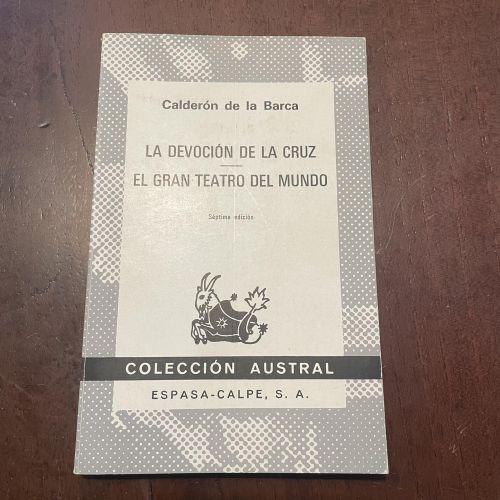 Calderón de la Barca
LA DEVOCIÓN DE LA CRUZ
EL GRAN TEATRO DEL MUNDO
Séptima edición
COLECCIÓN AUSTRAL
ESPASA-CALPE, S. A.